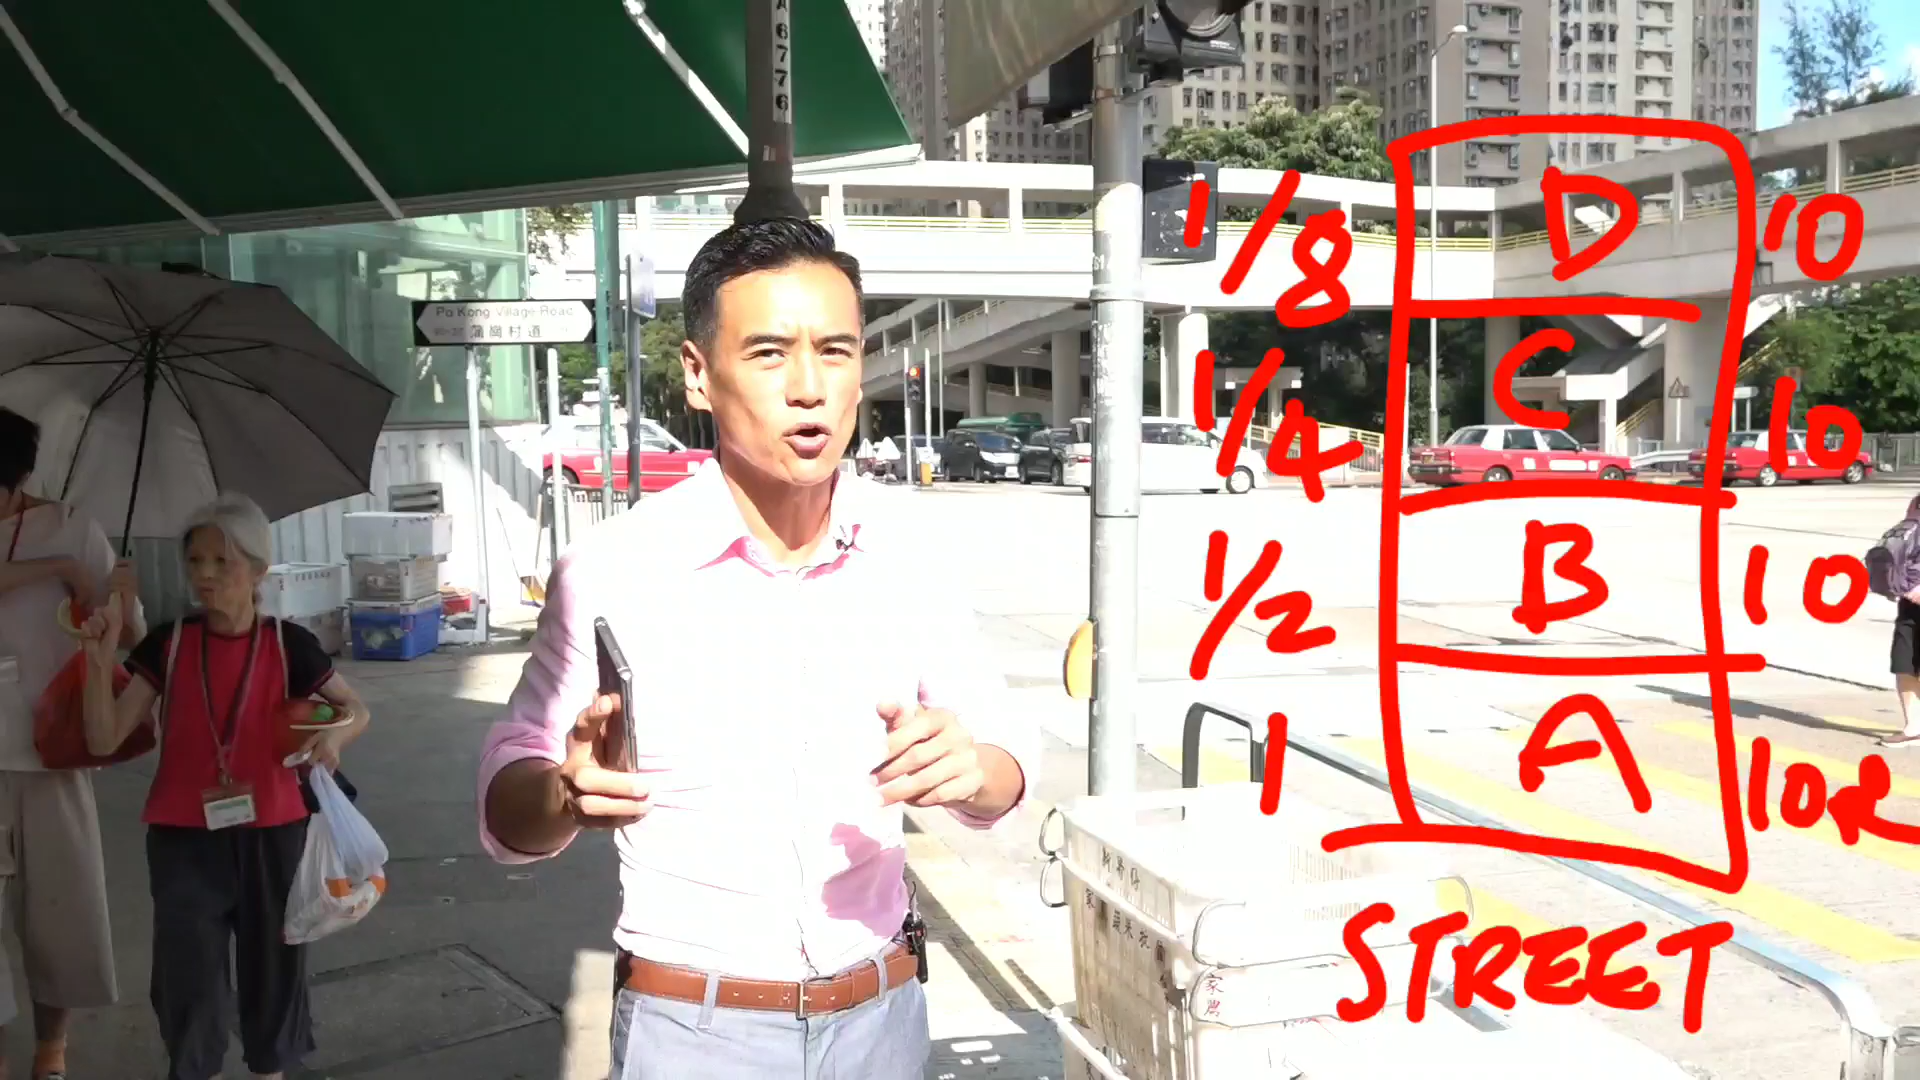 A6776
Po Kong Village Road
蒲崗村道
1/8 D 10
1/4 C 10
1/2 B 10
1 A 10R
STREET